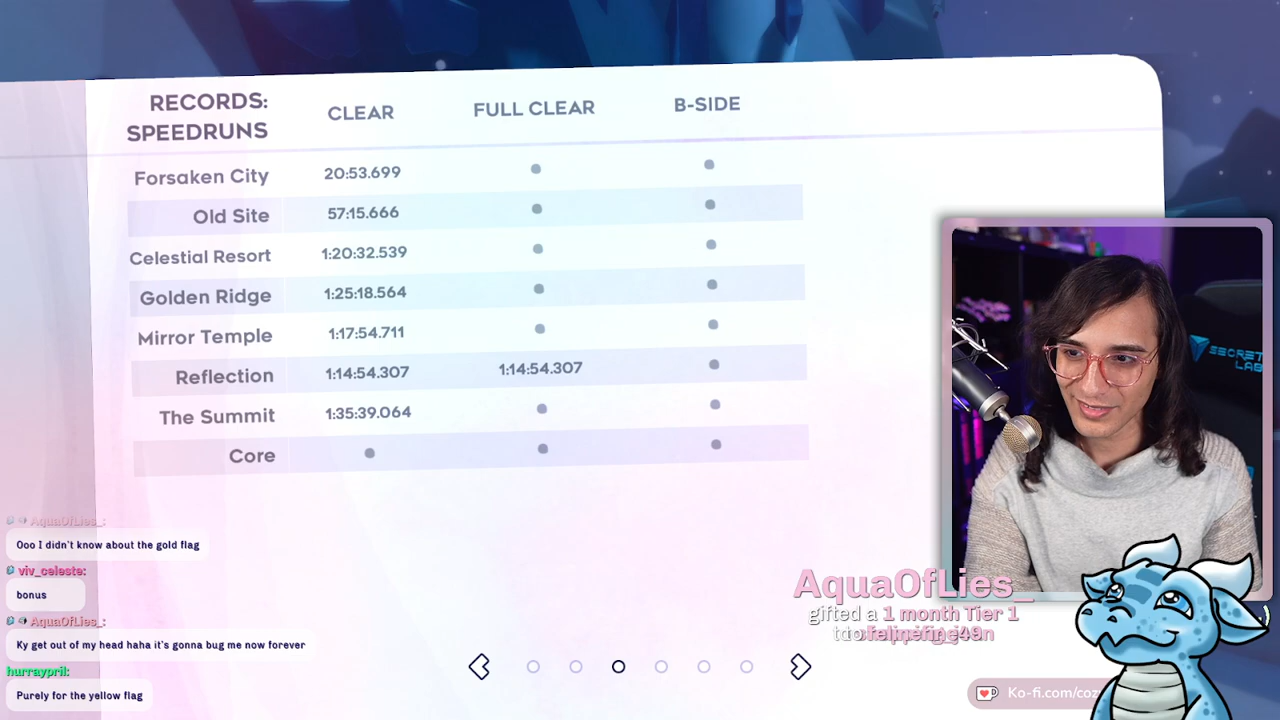 RECORDS:
SPEEDRUNS
CLEAR FULL CLEAR B-SIDE
Forsaken City 20:53.699
Old Site 57:15.666
Celestial Resort 1:20:32.539
Golden Ridge 1:25:18.564
Mirror Temple 1:17:54.711
Reflection 1:14:54.307 1:14:54.307
The Summit 1:35:39.064
Core
AquaOfLies_:
Ooo I didn't know about the gold flag
viv_celeste:
bonus
AquaOfLies_:
Ky get out of my head haha it's gonna bug me now forever
hurraypril:
Purely for the yellow flag
AquaOfLies_
gifted a 1 month Tier 1
to
Ko-fi.com/coz
SECRET
LAB